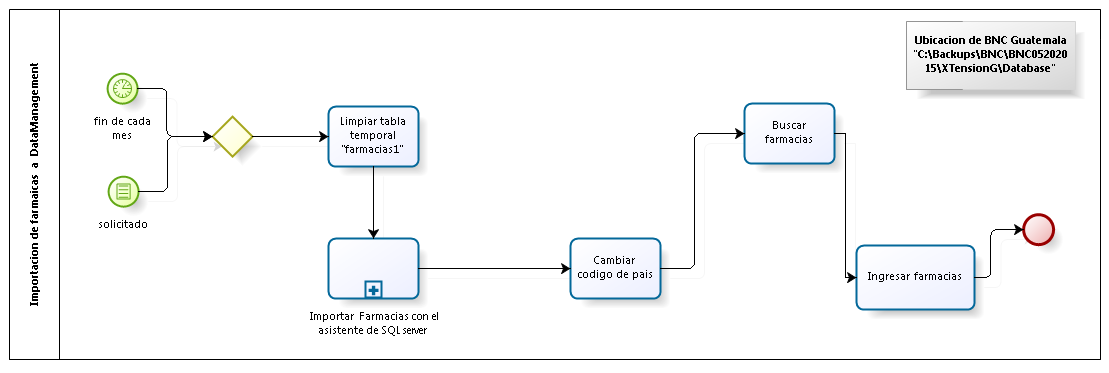 Importacion de farmaicas a DataManagement
Ubicacion de BNC Guatemala
"C:\Backups\BNC\BNC052020
15\XTensionG\Database"
fin de cada
mes
solicitado
Limpiar tabla
temporal
"farmacias1"
Importar Farmacias con el
asistente de SQL server
Cambiar
codigo de pais
Buscar
farmacias
Ingresar farmacias